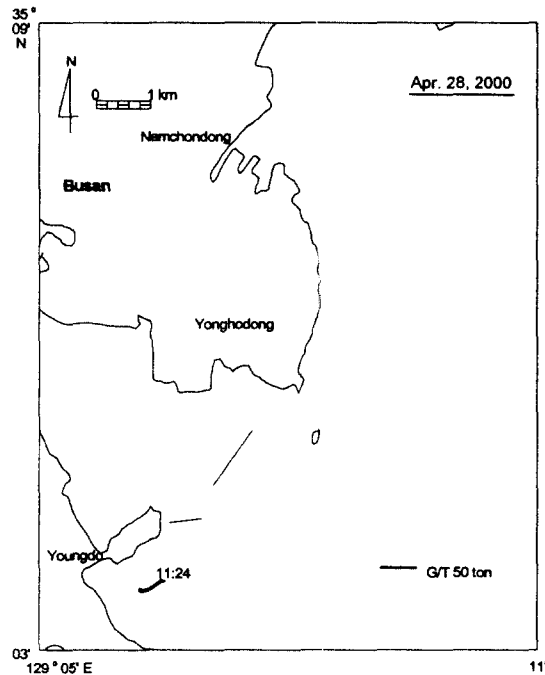 35°
09'
N
N
0 1 km
Apr. 28, 2000
Namchondong
Busan
Yonghodong
Youngdo
11:24
G/T 50 ton
03'
129° 05' E
11'